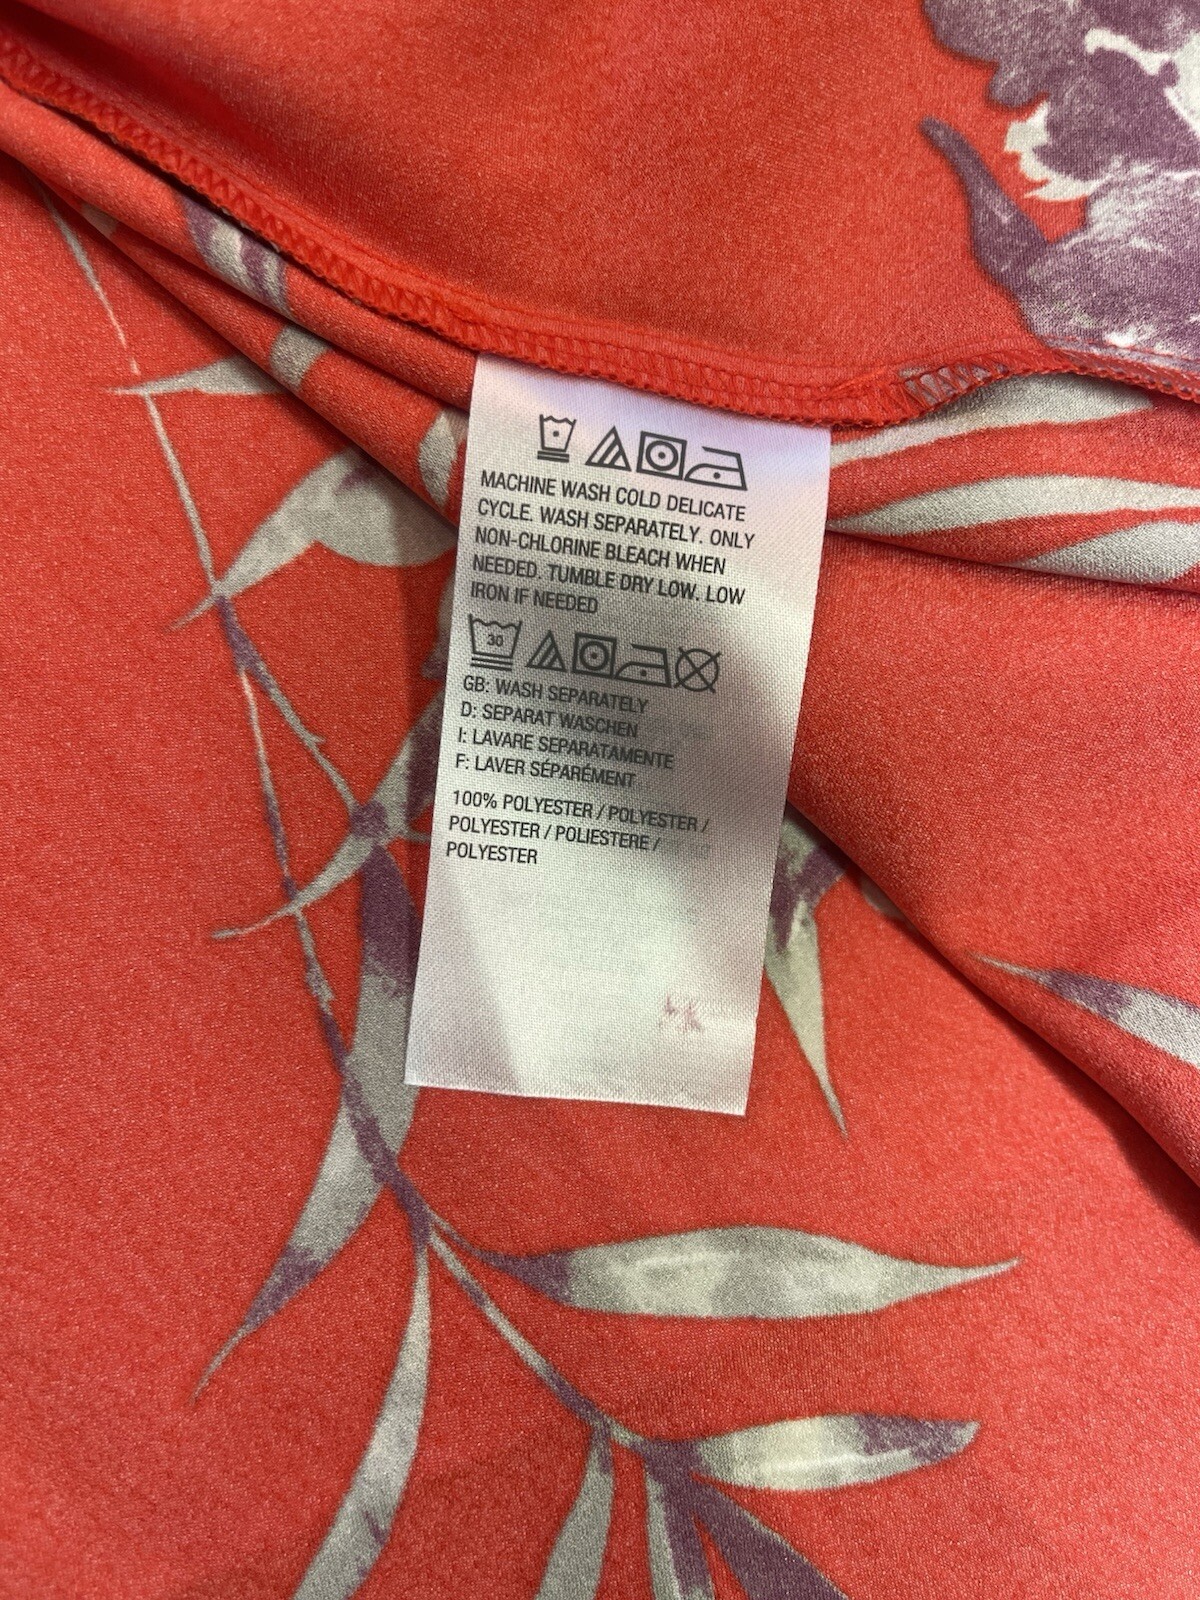 MACHINE WASH COLD DELICATE
CYCLE. WASH SEPARATELY. ONLY
NON-CHLORINE BLEACH WHEN
NEEDED. TUMBLE DRY LOW. LOW
IRON IF NEEDED
30
GB: WASH SEPARATELY
D: SEPARAT WASCHEN
I: LAVARE SEPARATAMENTE
F: LAVER SÉPARÉMENT
100% POLYESTER / POLYESTER /
POLYESTER / POLIESTERE /
POLYESTER